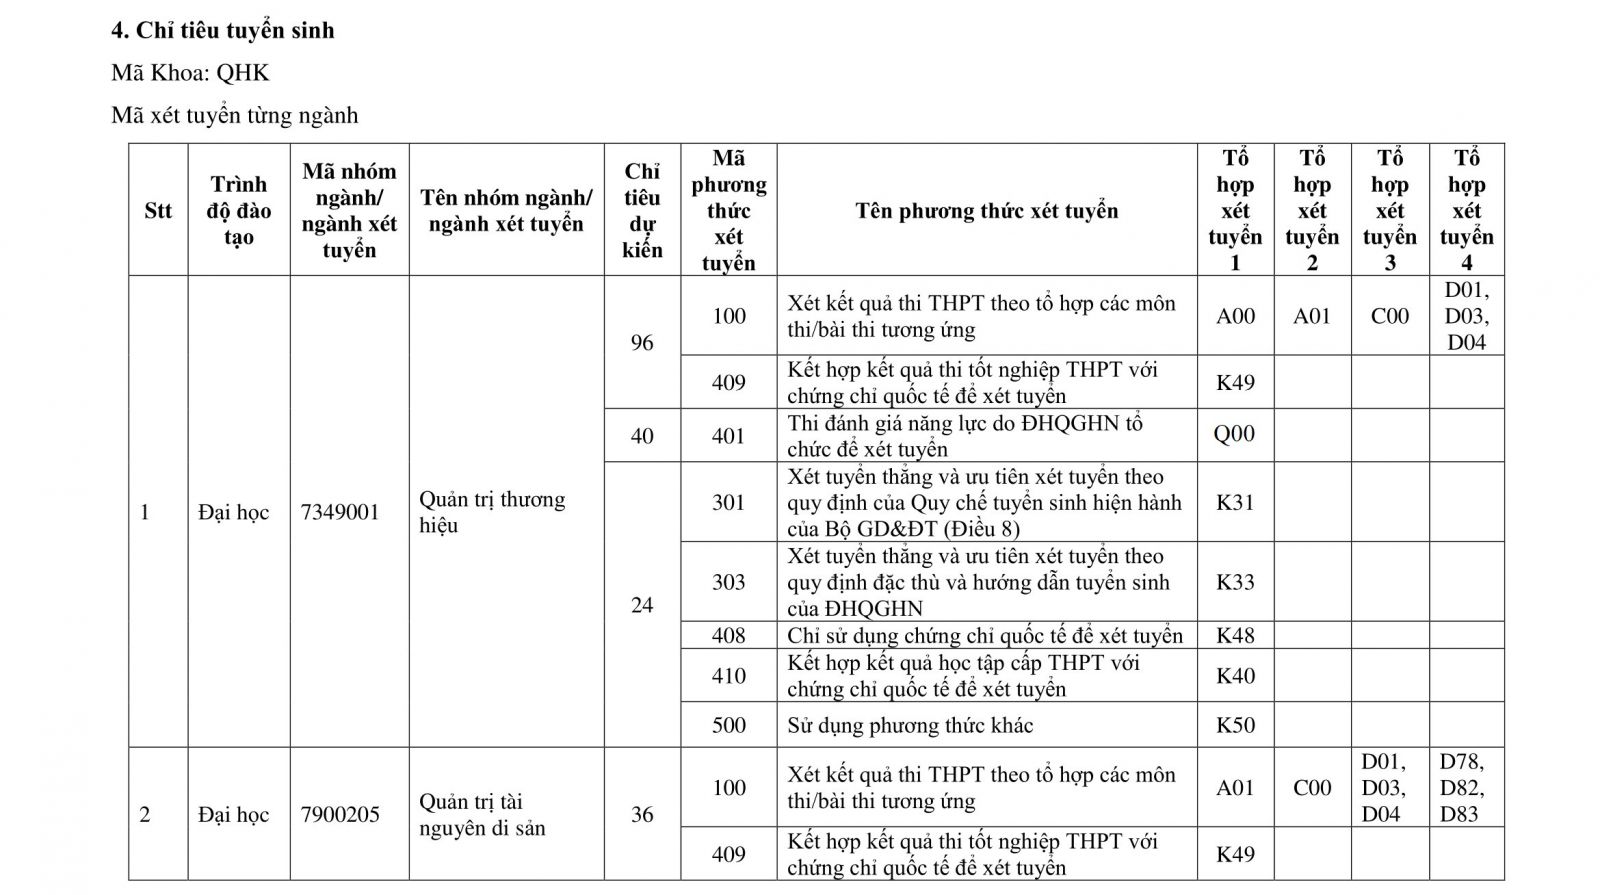 4. Chỉ tiêu tuyển sinh
Mã Khoa: QHK
Mã xét tuyển từng ngành
Stt
Trình
độ đào
tạo
Mã nhóm
ngành/
ngành xét
tuyển
Tên nhóm ngành/
ngành xét tuyển
Chỉ
tiêu
dự
kiến
Mã
phương
thức
xét
tuyển
Tên phương thức xét tuyển
Tổ
hợp
xét
tuyển
1
Tổ
hợp
xét
tuyển
2
Tổ
hợp
xét
tuyển
3
Tổ
hợp
xét
tuyển
4
1
Đại học
7349001
Quản trị thương
hiệu
96
100
Xét kết quả thi THPT theo tổ hợp các môn
thi/bài thi tương ứng
A00
A01
C00
D01,
D03,
D04
409
Kết hợp kết quả thi tốt nghiệp THPT với
chứng chỉ quốc tế để xét tuyển
K49
40
401
Thi đánh giá năng lực do ĐHQGHN tổ
chức để xét tuyển
Q00
24
301
Xét tuyển thẳng và ưu tiên xét tuyển theo
quy định của Quy chế tuyển sinh hiện hành
của Bộ GD&ĐT (Điều 8)
K31
303
Xét tuyển thẳng và ưu tiên xét tuyển theo
quy định đặc thù và hướng dẫn tuyển sinh
của ĐHQGHN
K33
408
Chỉ sử dụng chứng chỉ quốc tế để xét tuyển
K48
410
Kết hợp kết quả học tập cấp THPT với
chứng chỉ quốc tế để xét tuyển
K40
500
Sử dụng phương thức khác
K50
2
Đại học
7900205
Quản trị tài
nguyên di sản
36
100
Xét kết quả thi THPT theo tổ hợp các môn
thi/bài thi tương ứng
A01
C00
D01,
D03,
D04
D78,
D82,
D83
409
Kết hợp kết quả thi tốt nghiệp THPT với
chứng chỉ quốc tế để xét tuyển
K49